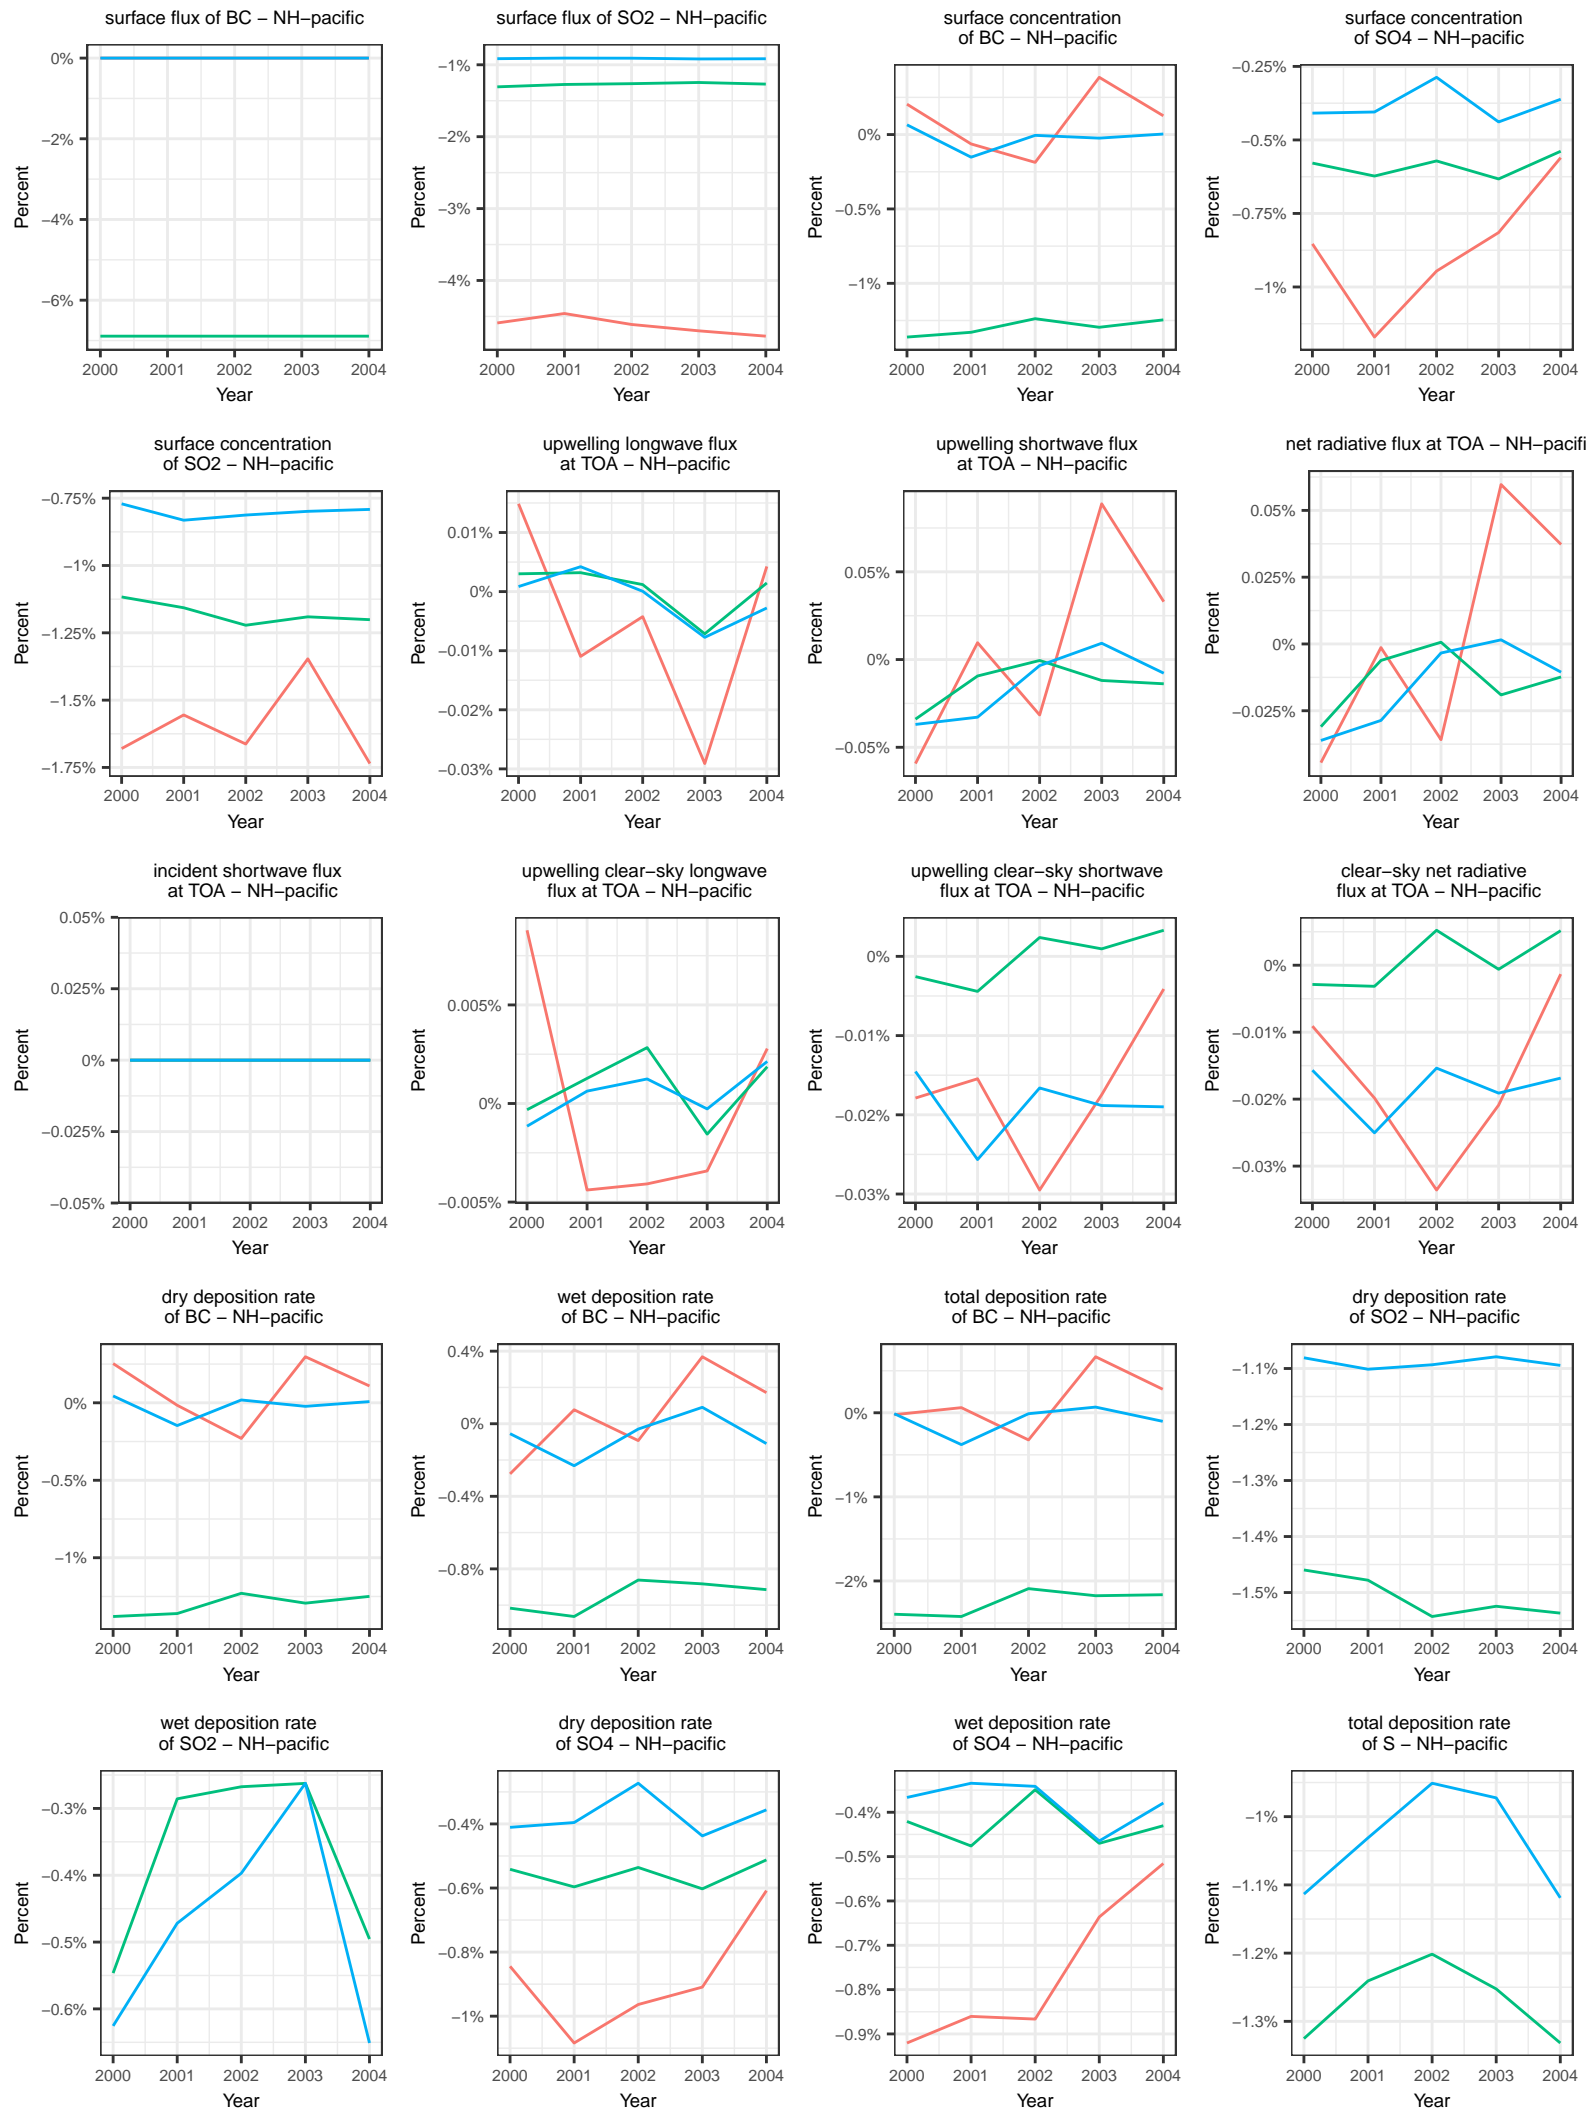 surface flux of BC − NH−pacific
0%
−2%
−4%
−6%
Percent
2000 2001 2002 2003 2004
Year
surface flux of SO2 − NH−pacific
−1%
−2%
−3%
−4%
Percent
2000 2001 2002 2003 2004
Year
surface concentration
of BC − NH−pacific
0%
−0.5%
−1%
Percent
2000 2001 2002 2003 2004
Year
surface concentration
of SO4 − NH−pacific
−0.25%
−0.5%
−0.75%
−1%
Percent
2000 2001 2002 2003 2004
Year
surface concentration
of SO2 − NH−pacific
−0.75%
−1%
−1.25%
−1.5%
−1.75%
Percent
2000 2001 2002 2003 2004
Year
upwelling longwave flux
at TOA − NH−pacific
0.01%
0%
−0.01%
−0.02%
−0.03%
Percent
2000 2001 2002 2003 2004
Year
upwelling shortwave flux
at TOA − NH−pacific
0.05%
0%
−0.05%
Percent
2000 2001 2002 2003 2004
Year
net radiative flux at TOA − NH−pacifi
0.05%
0.025%
0%
−0.025%
Percent
2000 2001 2002 2003 2004
Year
incident shortwave flux
at TOA − NH−pacific
0.05%
0.025%
0%
−0.025%
−0.05%
Percent
2000 2001 2002 2003 2004
Year
upwelling clear−sky longwave
flux at TOA − NH−pacific
0.005%
0%
−0.005%
Percent
2000 2001 2002 2003 2004
Year
upwelling clear−sky shortwave
flux at TOA − NH−pacific
0%
−0.01%
−0.02%
−0.03%
Percent
2000 2001 2002 2003 2004
Year
clear−sky net radiative
flux at TOA − NH−pacific
0%
−0.01%
−0.02%
−0.03%
Percent
2000 2001 2002 2003 2004
Year
dry deposition rate
of BC − NH−pacific
0%
−0.5%
−1%
Percent
2000 2001 2002 2003 2004
Year
wet deposition rate
of BC − NH−pacific
0.4%
0%
−0.4%
−0.8%
Percent
2000 2001 2002 2003 2004
Year
total deposition rate
of BC − NH−pacific
0%
−1%
−2%
Percent
2000 2001 2002 2003 2004
Year
dry deposition rate
of SO2 − NH−pacific
−1.1%
−1.2%
−1.3%
−1.4%
−1.5%
Percent
2000 2001 2002 2003 2004
Year
wet deposition rate
of SO2 − NH−pacific
−0.3%
−0.4%
−0.5%
−0.6%
Percent
2000 2001 2002 2003 2004
Year
dry deposition rate
of SO4 − NH−pacific
−0.4%
−0.6%
−0.8%
−1%
Percent
2000 2001 2002 2003 2004
Year
wet deposition rate
of SO4 − NH−pacific
−0.4%
−0.5%
−0.6%
−0.7%
−0.8%
−0.9%
Percent
2000 2001 2002 2003 2004
Year
total deposition rate
of S − NH−pacific
−1%
−1.1%
−1.2%
−1.3%
Percent
2000 2001 2002 2003 2004
Year